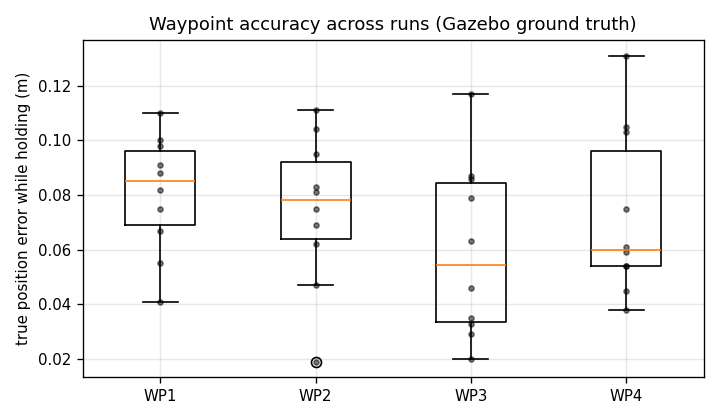 Waypoint accuracy across runs (Gazebo ground truth)
true position error while holding (m)
0.12
0.10
0.08
0.06
0.04
0.02
WP1 WP2 WP3 WP4